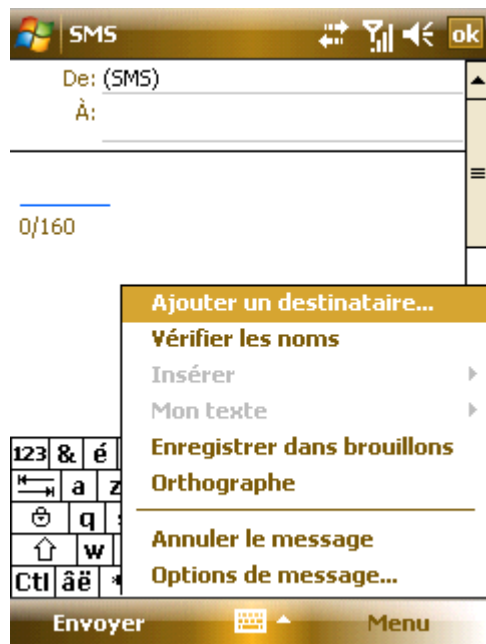 SMS ok
De: (SMS)
À:
0/160
Ajouter un destinataire...
Vérifier les noms
Insérer
Mon texte
Enregistrer dans brouillons
Orthographe
Annuler le message
Options de message...
123 & é
a z
q
w
Ctl âë *
Envoyer Menu